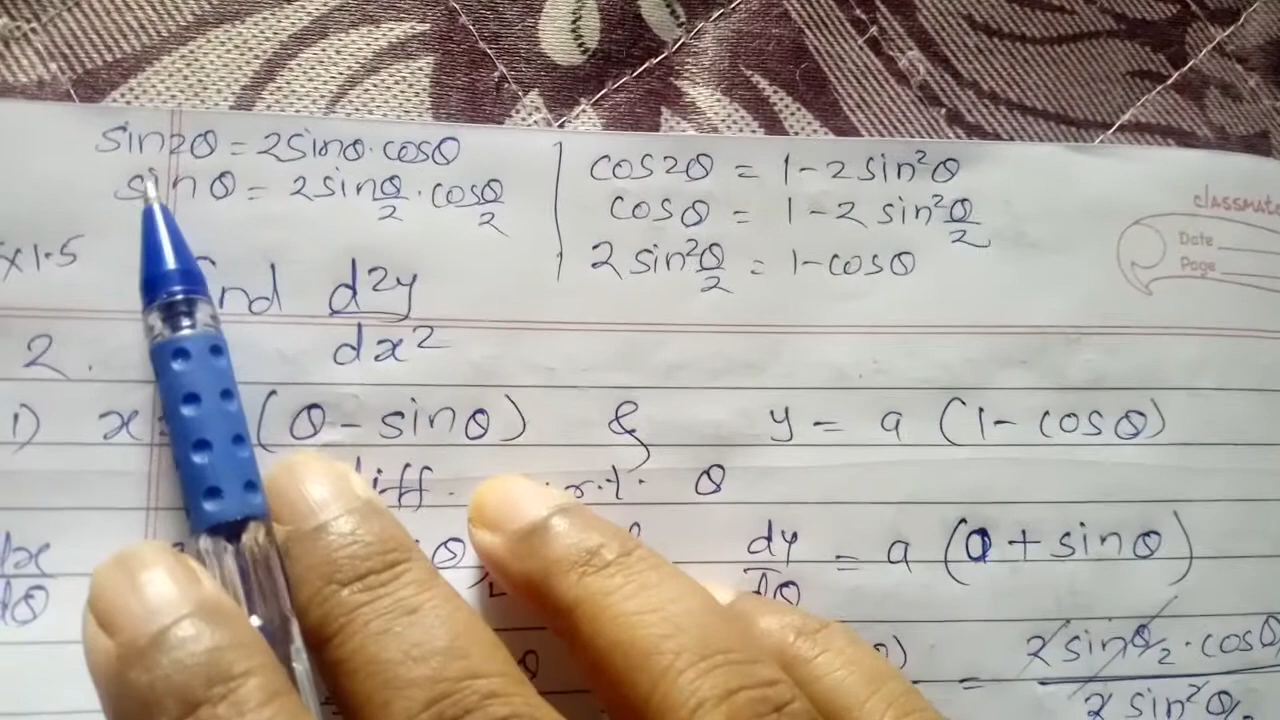 sin2θ = 2sinθ.cosθ
sinθ = 2sinθ/2 . cosθ/2
cos2θ = 1-2sin²θ
cosθ = 1-2 sin²θ/2
2 sin²θ/2 = 1-cosθ
classmate
Date
Page
x1.5
2. d²y/dx²
1) x (θ - sinθ) & y = a (1 - cosθ)
diff. w.r.t. θ
dx/dθ dy/dθ = a (0 + sinθ)
= 2sinθ/2 . cosθ / 2 sin²θ/2